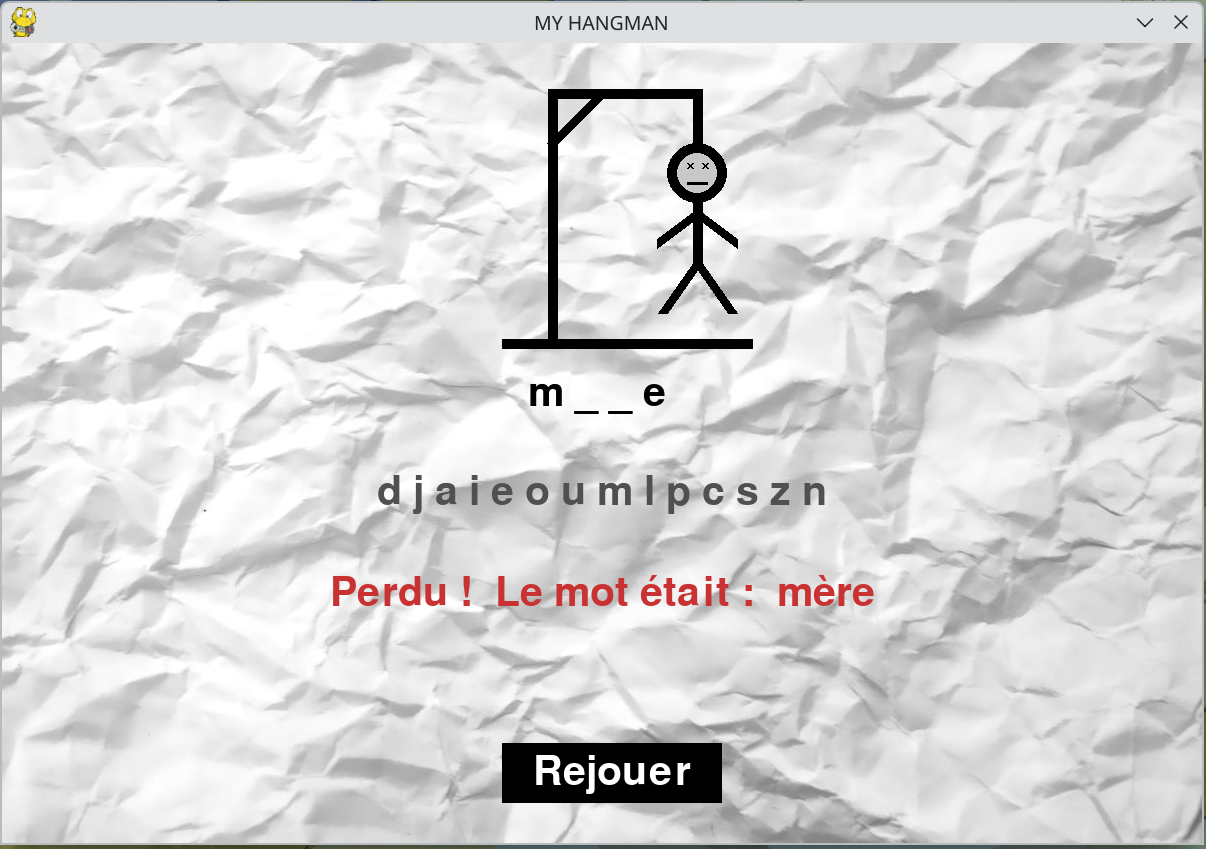 MY HANGMAN
m _ _ e
d j a i e o u m l p c s z n
Perdu ! Le mot était : mère
Rejouer